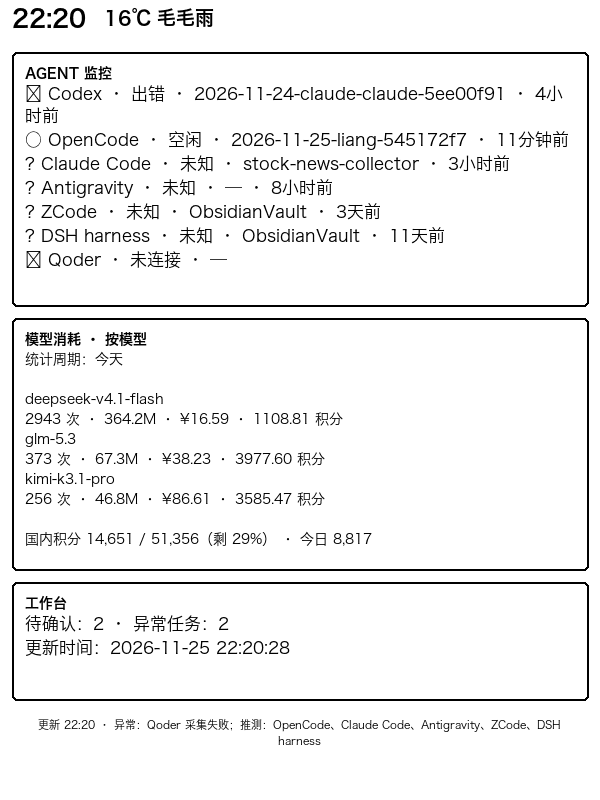 22:20 16℃ 毛毛雨
AGENT 监控
☒ Codex · 出错 · 2026-11-24-claude-claude-5ee00f91 · 4小
时前
○ OpenCode · 空闲 · 2026-11-25-liang-545172f7 · 11分钟前
? Claude Code · 未知 · stock-news-collector · 3小时前
? Antigravity · 未知 · — · 8小时前
? ZCode · 未知 · ObsidianVault · 3天前
? DSH harness · 未知 · ObsidianVault · 11天前
☒ Qoder · 未连接 · —
模型消耗 · 按模型
统计周期：今天
deepseek-v4.1-flash
2943 次 · 364.2M · ¥16.59 · 1108.81 积分
glm-5.3
373 次 · 67.3M · ¥38.23 · 3977.60 积分
kimi-k3.1-pro
256 次 · 46.8M · ¥86.61 · 3585.47 积分
国内积分 14,651 / 51,356（剩 29%） · 今日 8,817
工作台
待确认：2 · 异常任务：2
更新时间：2026-11-25 22:20:28
更新 22:20 · 异常：Qoder 采集失败；推测：OpenCode、Claude Code、Antigravity、ZCode、DSH
harness